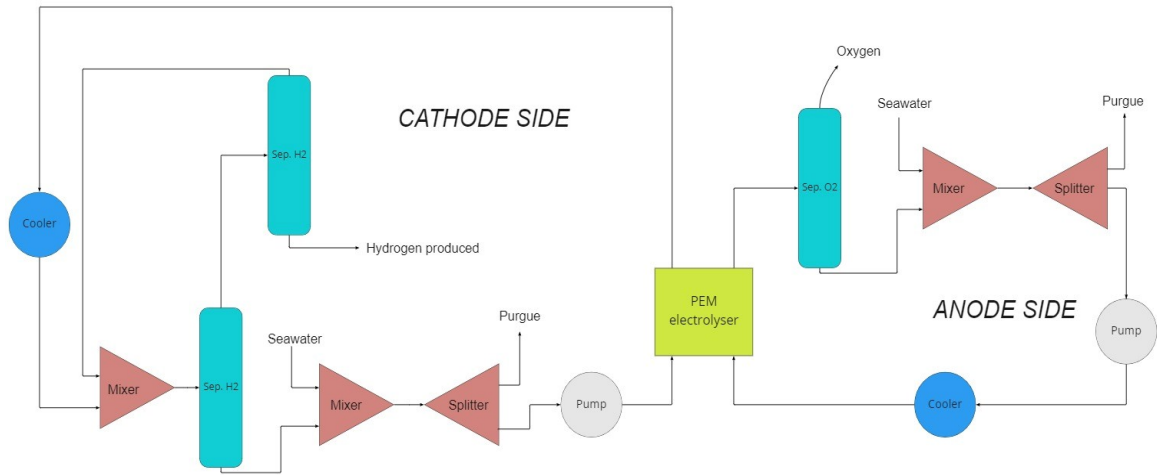 Oxygen
CATHODE SIDE
Seawater
Purgue
Sep. H2
Sep. O2
Mixer
Splitter
Cooler
Hydrogen produced
PEM
electrolyser
ANODE SIDE
Purgue
Pump
Seawater
Mixer
Sep. H2
Mixer
Splitter
Pump
Cooler